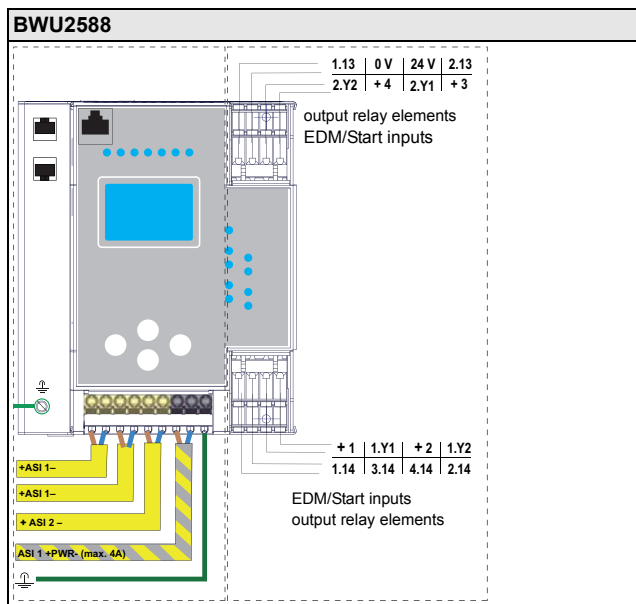 BWU2588
1.13 0 V 24 V 2.13
2.Y2 + 4 2.Y1 + 3
output relay elements
EDM/Start inputs
+ 1 1.Y1 + 2 1.Y2
1.14 3.14 4.14 2.14
EDM/Start inputs
output relay elements
+ASI 1–
+ASI 1–
+ ASI 2 –
ASI 1 +PWR- (max. 4A)